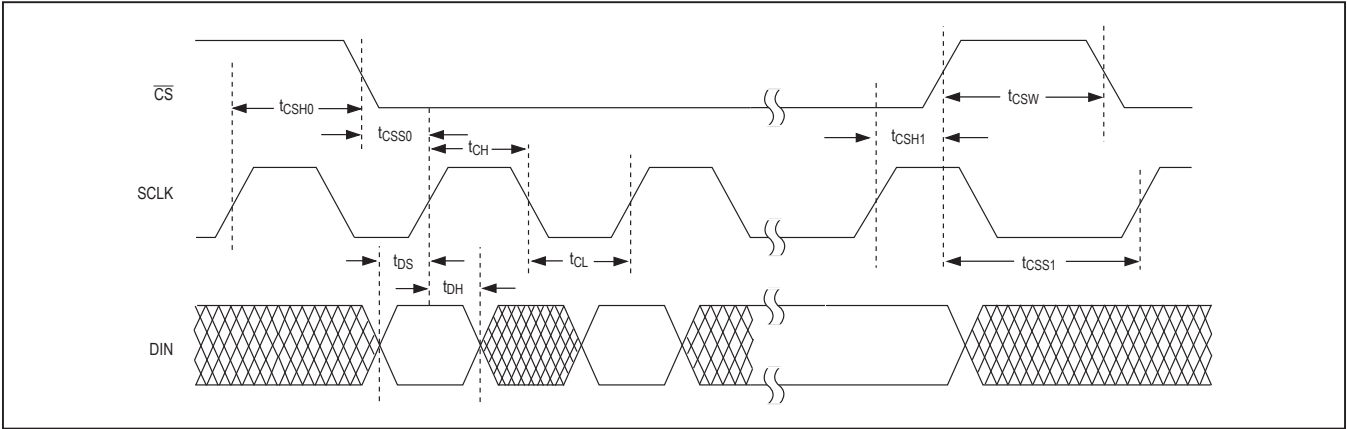 CS
tCSH0
tCSS0
tCH
tCSH1
tCSW
SCLK
tDS
tDH
tCL
tCSS1
DIN